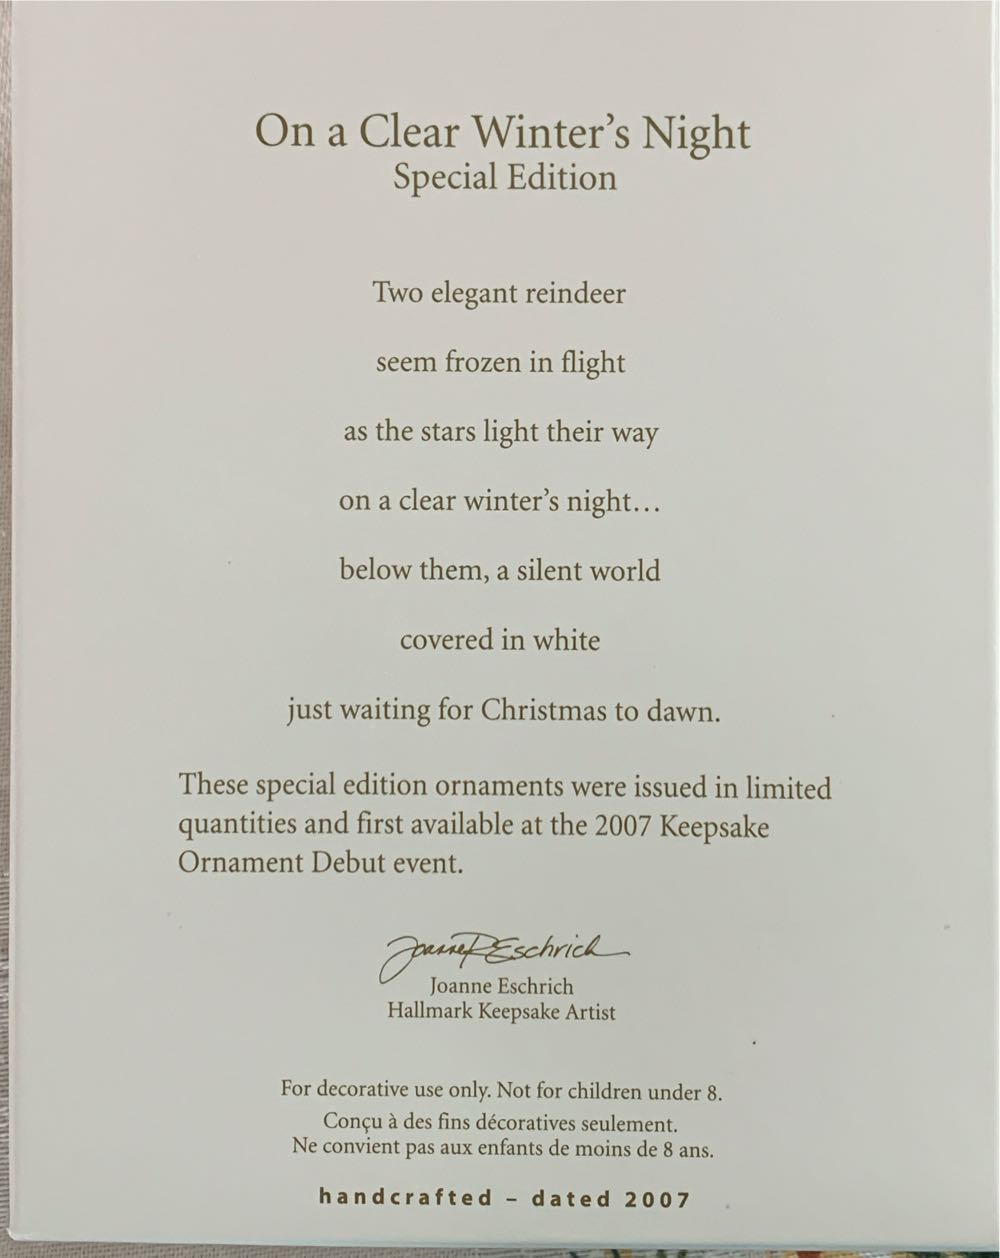 On a Clear Winter's Night
Special Edition
Two elegant reindeer
seem frozen in flight
as the stars light their way
on a clear winter's night…
below them, a silent world
covered in white
just waiting for Christmas to dawn.
These special edition ornaments were issued in limited
quantities and first available at the 2007 Keepsake
Ornament Debut event.
Joanne Eschrich
Joanne Eschrich
Hallmark Keepsake Artist
For decorative use only. Not for children under 8.
Conçu à des fins décoratives seulement.
Ne convient pas aux enfants de moins de 8 ans.
handcrafted – dated 2007